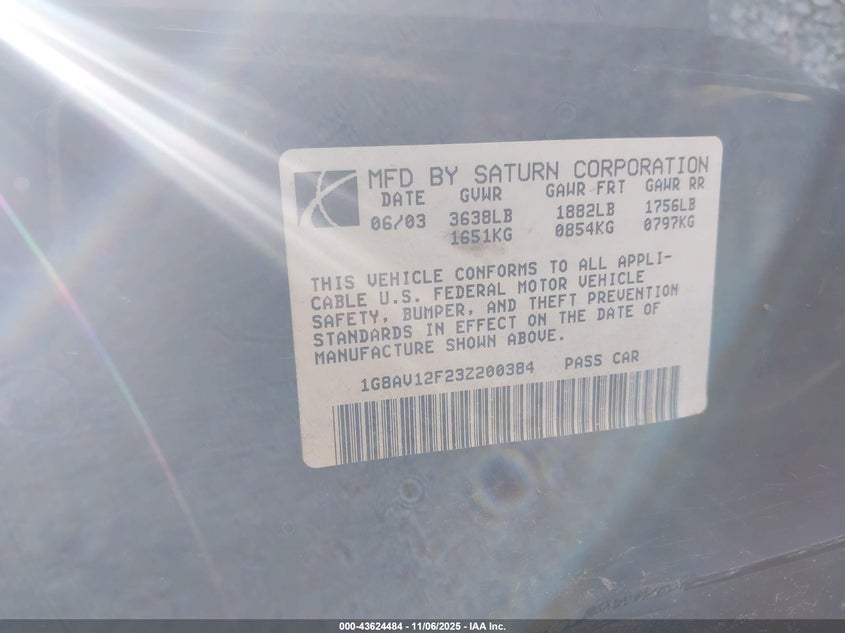 MFD BY SATURN CORPORATION
DATE GVWR GAWR FRT GAWR RR
06/03 3638LB 1882LB 1756LB
1651KG 0854KG 0797KG
THIS VEHICLE CONFORMS TO ALL APPLI-
CABLE U.S. FEDERAL MOTOR VEHICLE
SAFETY, BUMPER, AND THEFT PREVENTION
STANDARDS IN EFFECT ON THE DATE OF
MANUFACTURE SHOWN ABOVE.
1G8AV12F23Z200384 PASS CAR
000-43624484 - 11/06/2025 - IAA Inc.